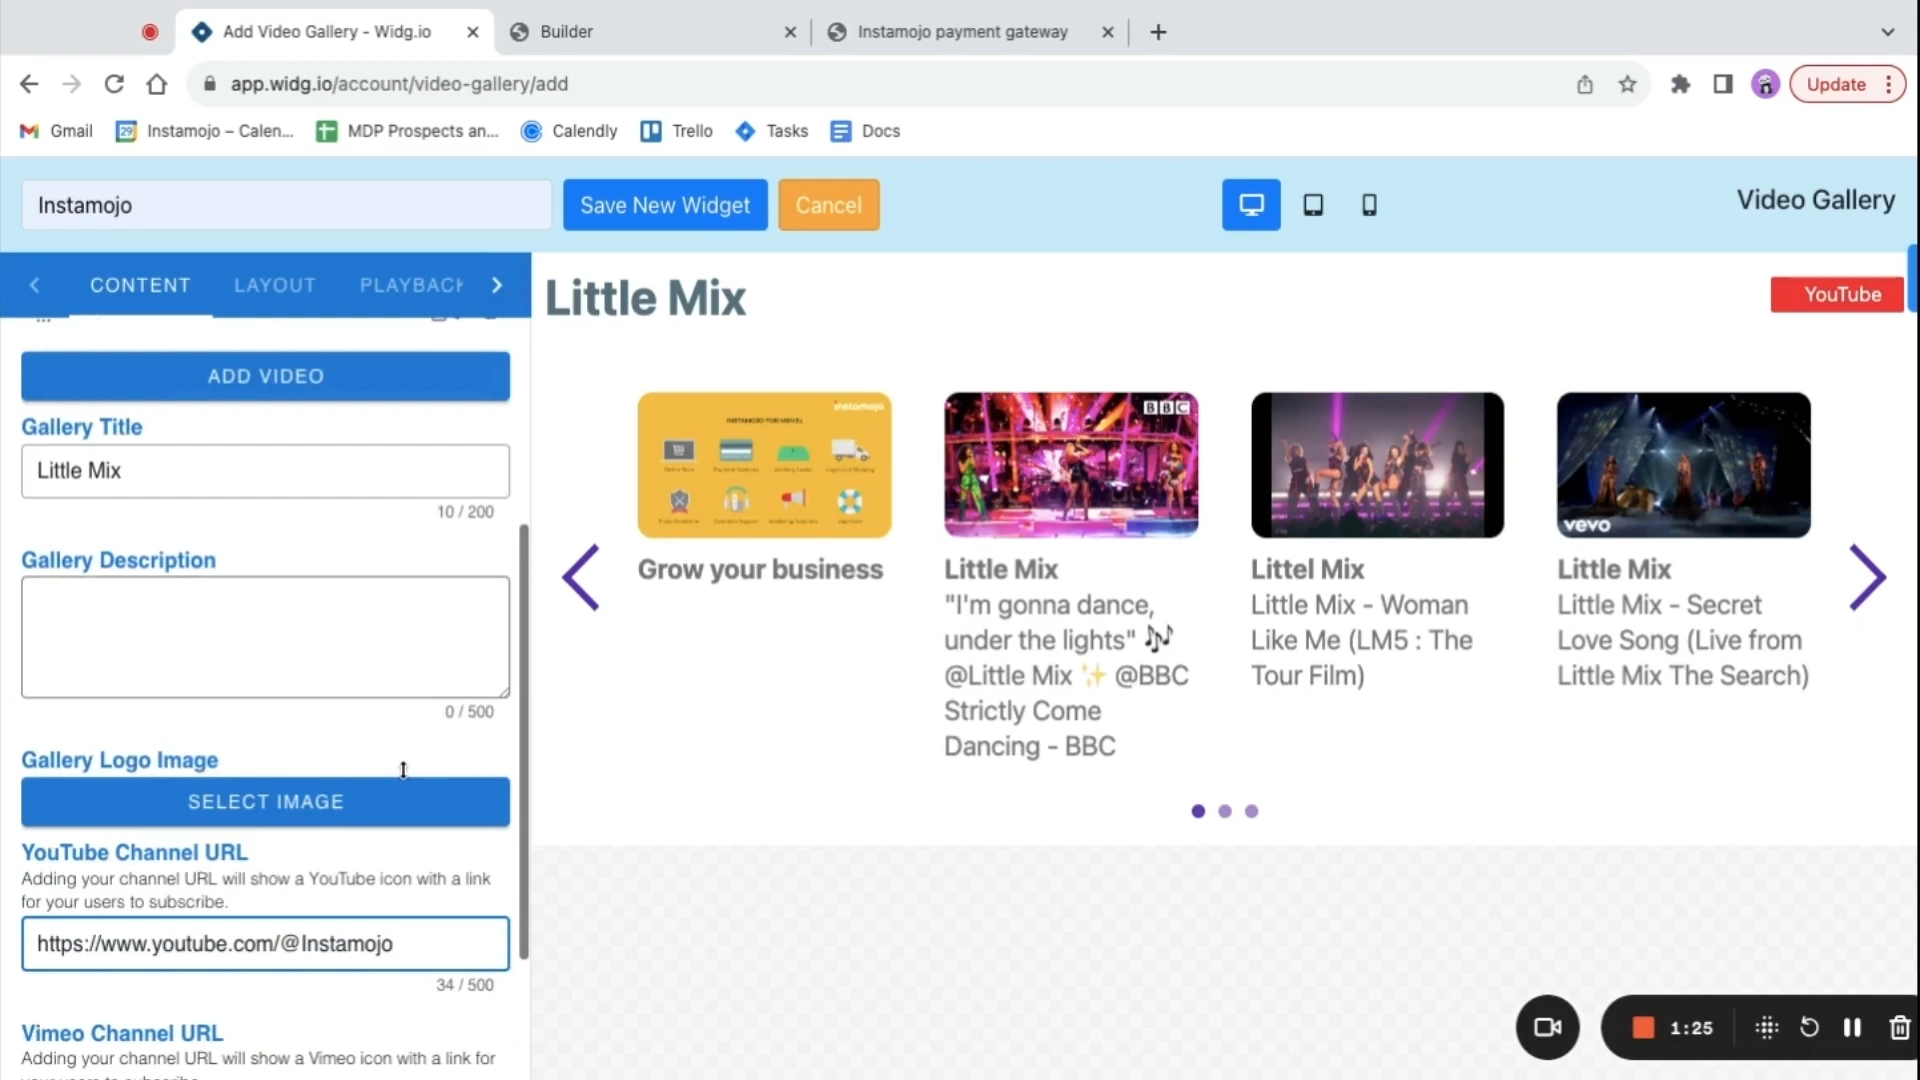 Add Video Gallery - Widg.io
Builder
Instamojo payment gateway
app.widg.io/account/video-gallery/add
Update
Gmail
29
Instamojo – Calen...
MDP Prospects an...
Calendly
Trello
Tasks
Docs
Instamojo
Save New Widget
Cancel
Video Gallery
CONTENT
LAYOUT
PLAYBACK
ADD VIDEO
Gallery Title
Little Mix
10 / 200
Gallery Description
0 / 500
Gallery Logo Image
SELECT IMAGE
YouTube Channel URL
Adding your channel URL will show a YouTube icon with a link
for your users to subscribe.
https://www.youtube.com/@Instamojo
34 / 500
Vimeo Channel URL
Adding your channel URL will show a Vimeo icon with a link for
Little Mix
YouTube
instamojo
BBC
vevo
Grow your business
Little Mix
"I'm gonna dance,
under the lights" 🎶
@Little Mix ✨ @BBC
Strictly Come
Dancing - BBC
Littel Mix
Little Mix - Woman
Like Me (LM5 : The
Tour Film)
Little Mix
Little Mix - Secret
Love Song (Live from
Little Mix The Search)
1:25